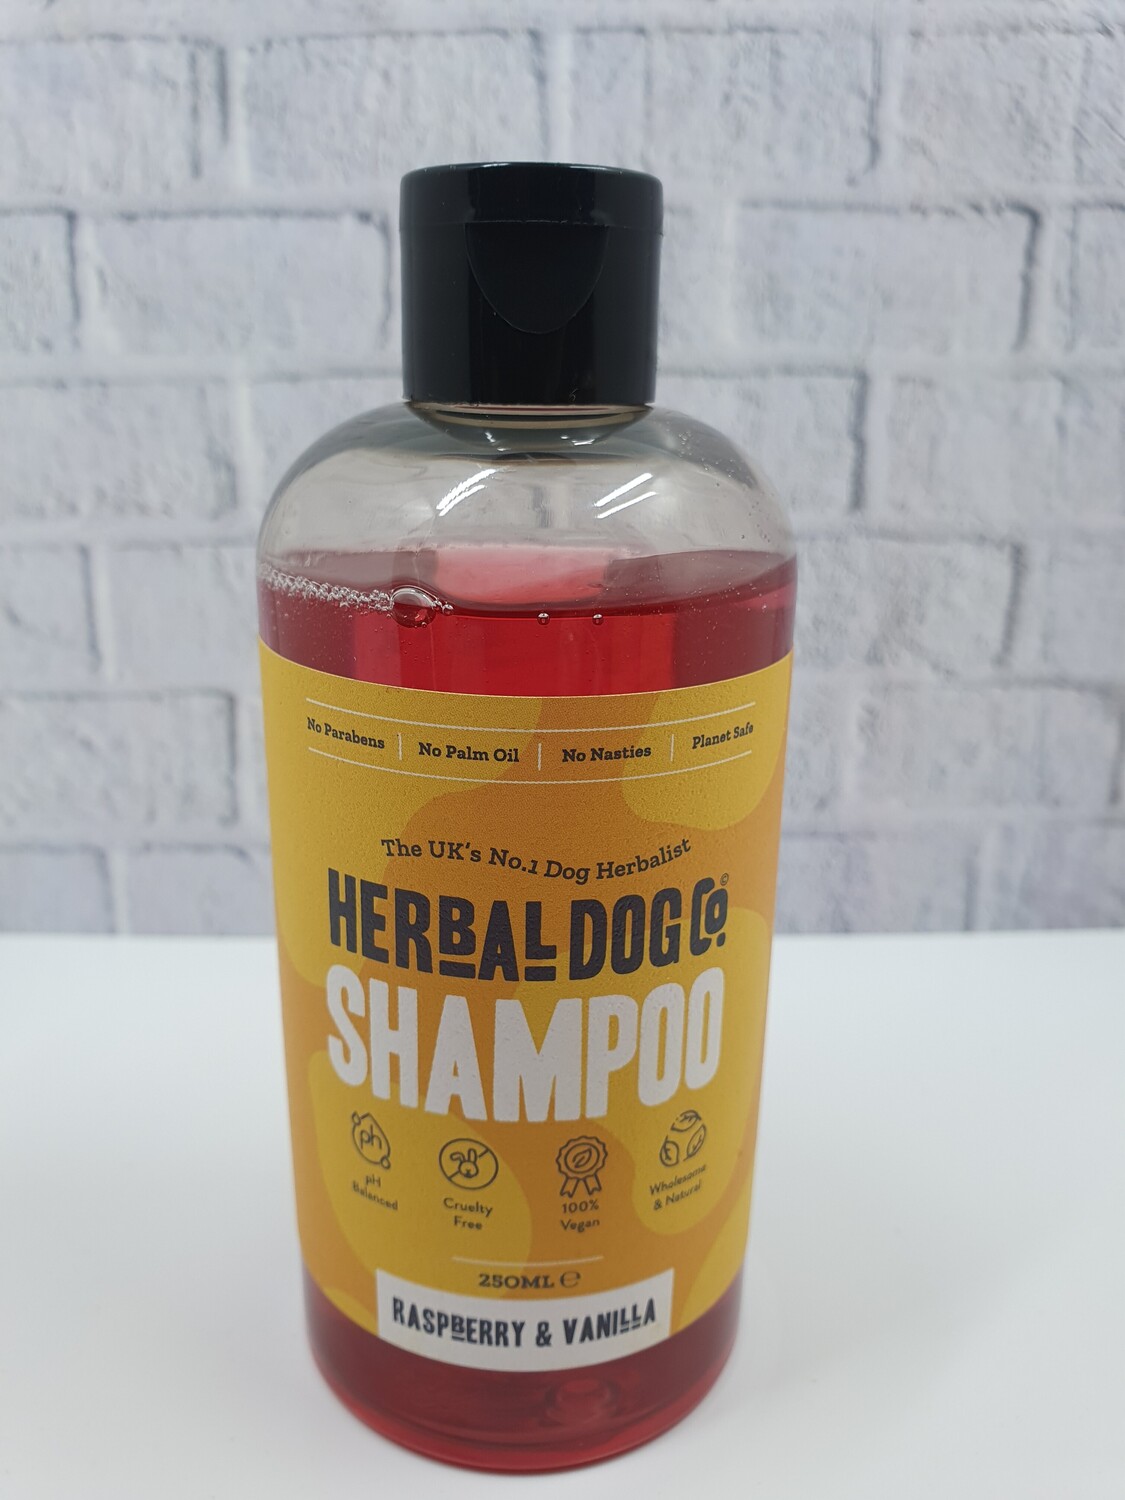 No Parabens | No Palm Oil | No Nasties | Planet Safe
The UK's No.1 Dog Herbalist
HERBAL DOG Co. ©
SHAMPOO
ph
pH
Balanced
Cruelty
Free
100%
Vegan
Wholesome
& Natural
250ML ℮
RASPBERRY & VANILLA